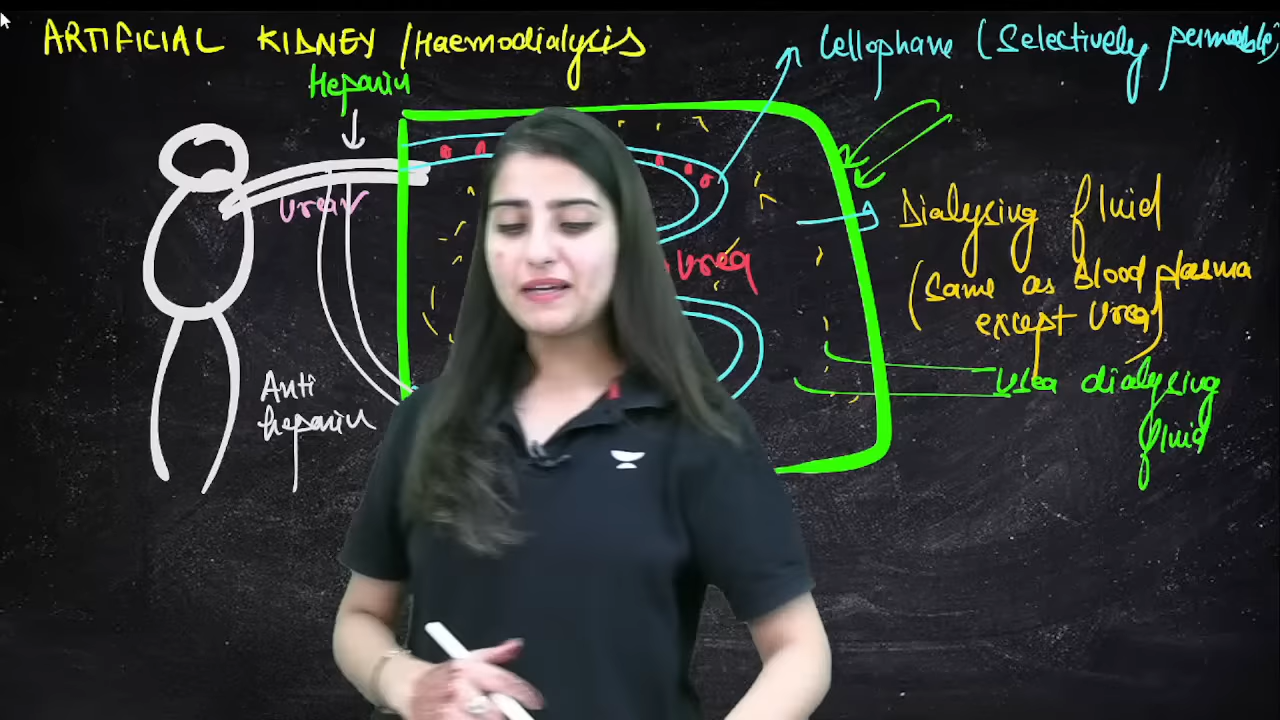 ARTIFICIAL KIDNEY / Haemodialysis
Cellophane (Selectively permeable)
Heparin
Urea
Urea
Dialysing fluid
(Same as Blood plasma
except Urea)
Urea dialysing
fluid
Anti
heparin